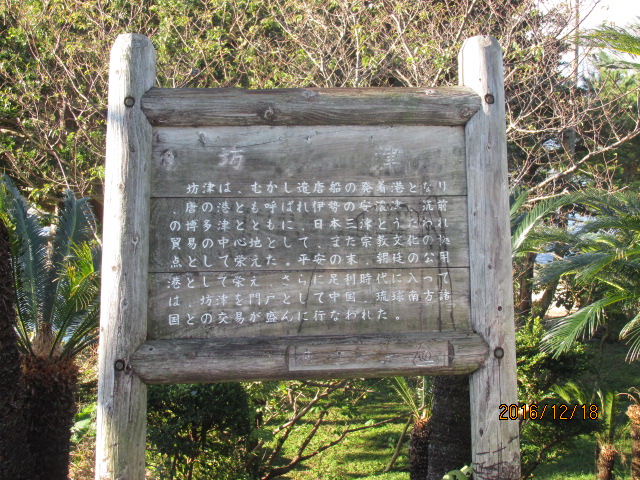 坊 津
坊津は、むかし遣唐船の発着港となり
、唐の港とも呼ばれ伊勢の安濃津、筑前
の博多津とともに、日本三津とうたわれ
貿易の中心地として、また宗教文化の拠
点として栄えた。平安の末、朝廷の公開
港として栄え、さらに足利時代に入って
は、坊津を門戸として中国、琉球南方諸
国との交易が盛んに行なわれた。
2016/12/18